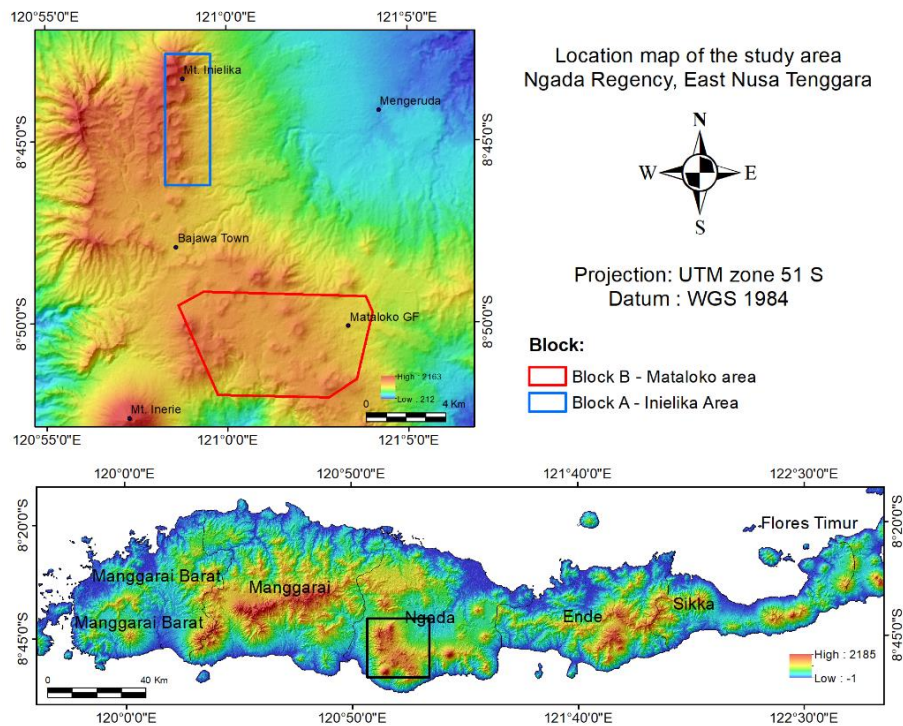 120°55'0"E
121°0'0"E
121°5'0"E
Mt. Inielika
Mengeruda
8°45'0"S
8°45'0"S
Bajawa Town
Mataloko GF
8°50'0"S
8°50'0"S
High : 2163
Low : 212
0 4 Km
Mt. Inerie
120°55'0"E
121°0'0"E
121°5'0"E
Location map of the study area
Ngada Regency, East Nusa Tenggara
N
W E
S
Projection: UTM zone 51 S
Datum : WGS 1984
Block:
Block B - Mataloko area
Block A - Inielika Area
120°0'0"E
120°50'0"E
121°40'0"E
122°30'0"E
8°20'0"S
8°20'0"S
Flores Timur
Manggarai Barat
Manggarai
Sikka
Manggarai Barat
Ngada
Ende
8°45'0"S
8°45'0"S
High : 2185
Low : -1
0 40 Km
120°0'0"E
120°50'0"E
121°40'0"E
122°30'0"E